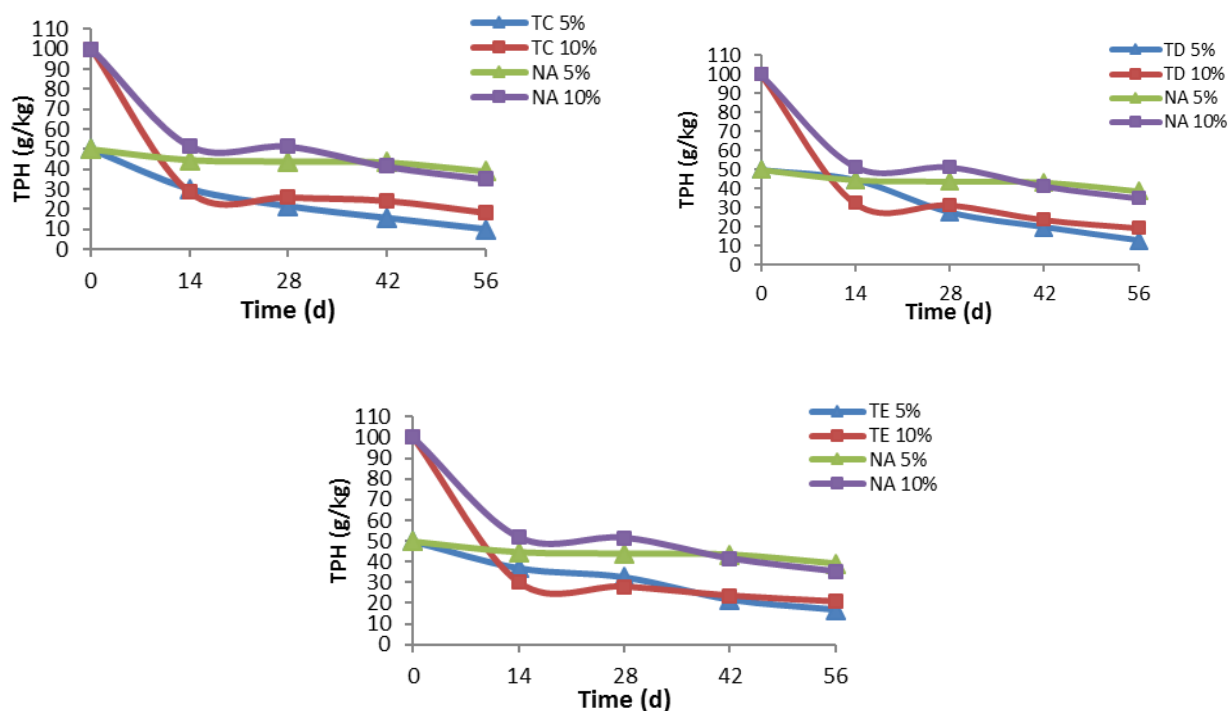 TPH (g/kg)
110
100
90
80
70
60
50
40
30
20
10
0
0 14 28 42 56
Time (d)
TC 5%
TC 10%
NA 5%
NA 10%
TPH (g/kg)
110
100
90
80
70
60
50
40
30
20
10
0
0 14 28 42 56
Time (d)
TD 5%
TD 10%
NA 5%
NA 10%
TPH (g/kg)
110
100
90
80
70
60
50
40
30
20
10
0
0 14 28 42 56
Time (d)
TE 5%
TE 10%
NA 5%
NA 10%